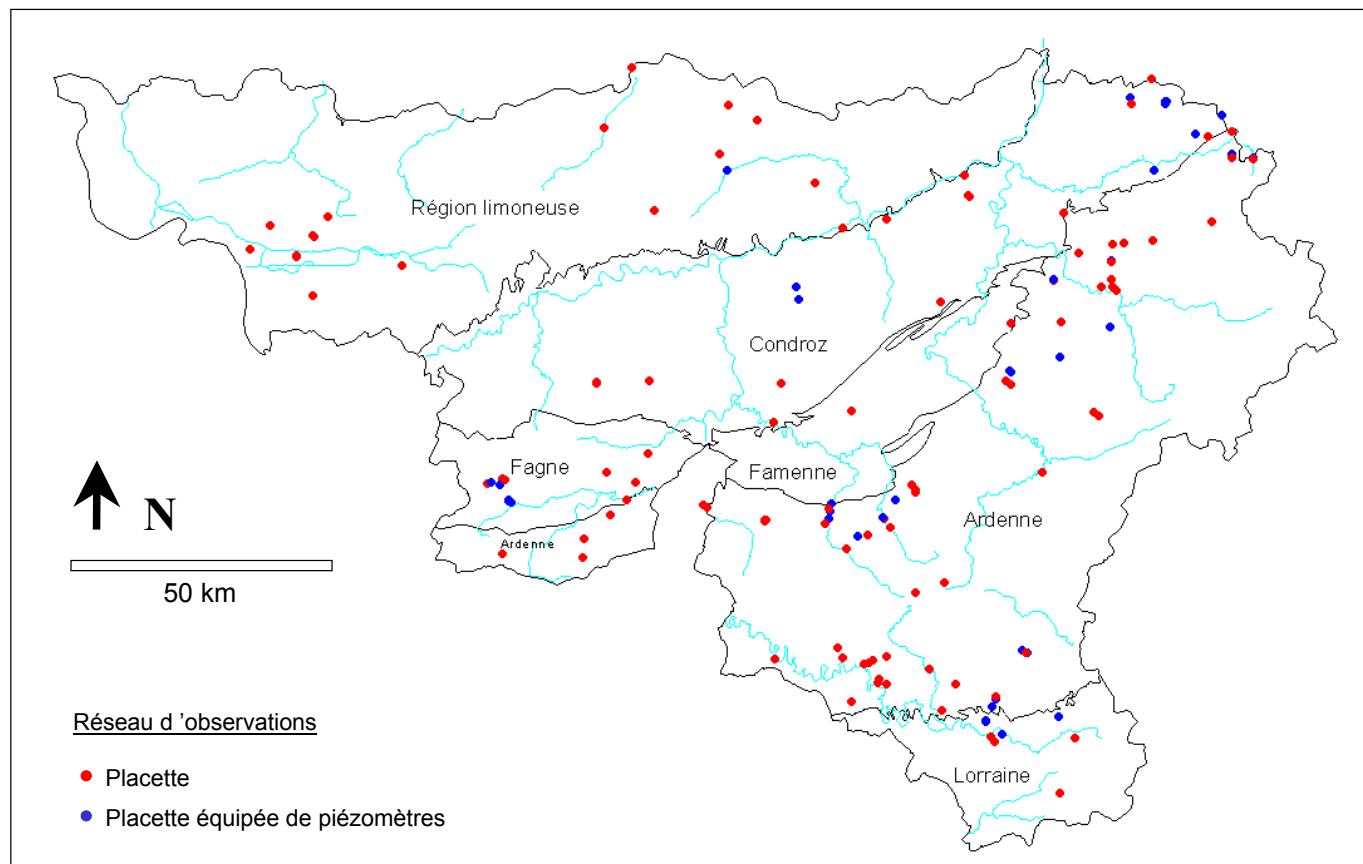 Région limoneuse
Condroz
Fagne
Famenne
Ardenne
Ardenne
N
50 km
Lorraine
Réseau d ’observations
Placette
Placette équipée de piézomètres